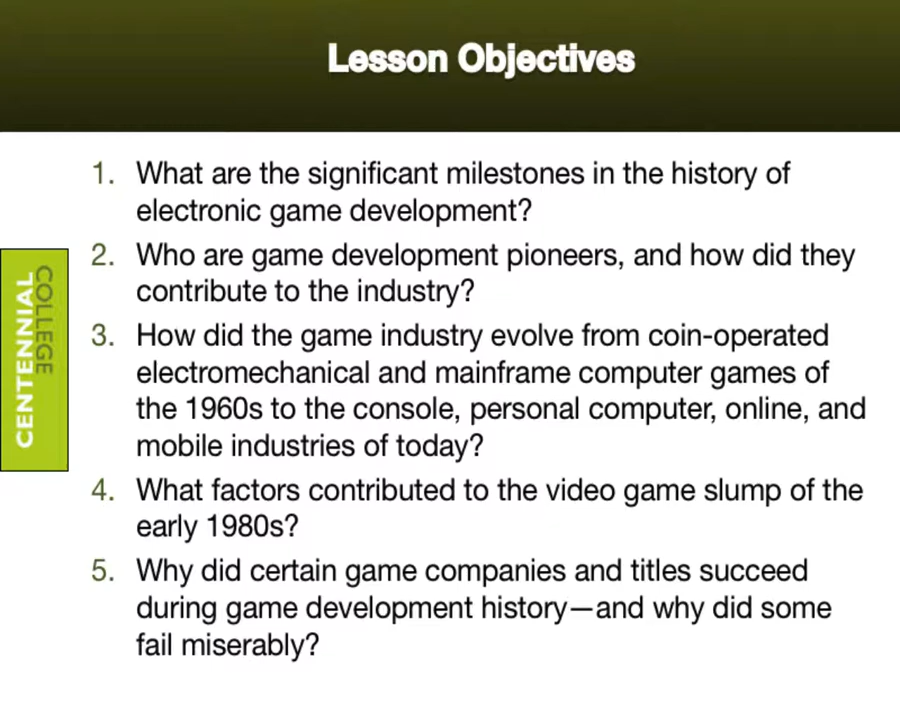 Lesson Objectives
1. What are the significant milestones in the history of
electronic game development?
2. Who are game development pioneers, and how did they
contribute to the industry?
3. How did the game industry evolve from coin-operated
electromechanical and mainframe computer games of
the 1960s to the console, personal computer, online, and
mobile industries of today?
4. What factors contributed to the video game slump of the
early 1980s?
5. Why did certain game companies and titles succeed
during game development history—and why did some
fail miserably?
CENTENNIAL
COLLEGE